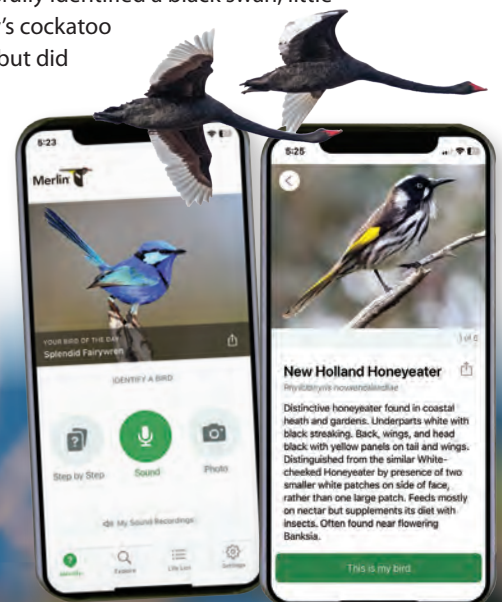 fully identified a black swan, little
's cockatoo
but did
5:23
Merlin
YOUR BIRD OF THE DAY
Splendid Fairywren
IDENTIFY A BIRD
Step by Step
Sound
Photo
My Sound Recordings
Identify
Explore
Life List
Settings
5:25
1 of 6
New Holland Honeyeater
Phylidonyris novaehollandiae
Distinctive honeyeater found in coastal
heath and gardens. Underparts white with
black streaking. Back, wings, and head
black with yellow panels on tail and wings.
Distinguished from the similar White-
cheeked Honeyeater by presence of two
smaller white patches on side of face,
rather than one large patch. Feeds mostly
on nectar but supplements its diet with
insects. Often found near flowering
Banksia.
This is my bird